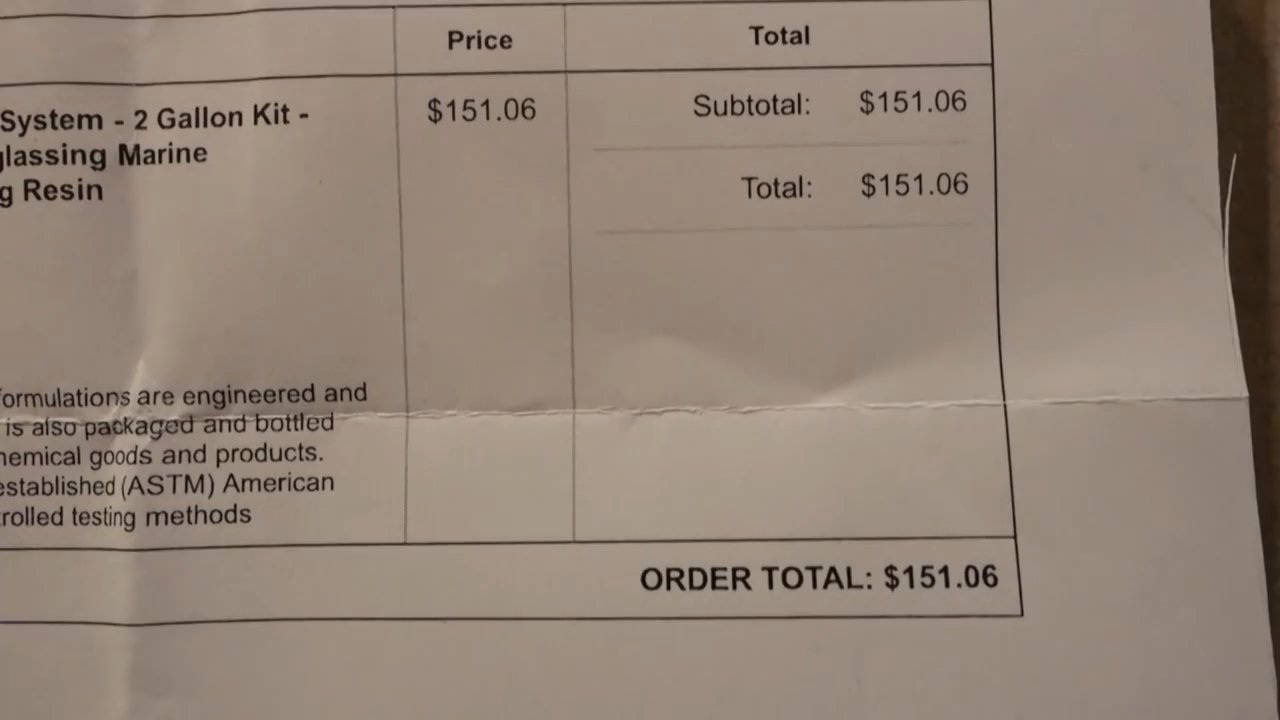 Price Total
System - 2 Gallon Kit - $151.06 Subtotal: $151.06
glassing Marine
g Resin Total: $151.06
formulations are engineered and
is also packaged and bottled
hemical goods and products.
established (ASTM) American
rolled testing methods
ORDER TOTAL: $151.06